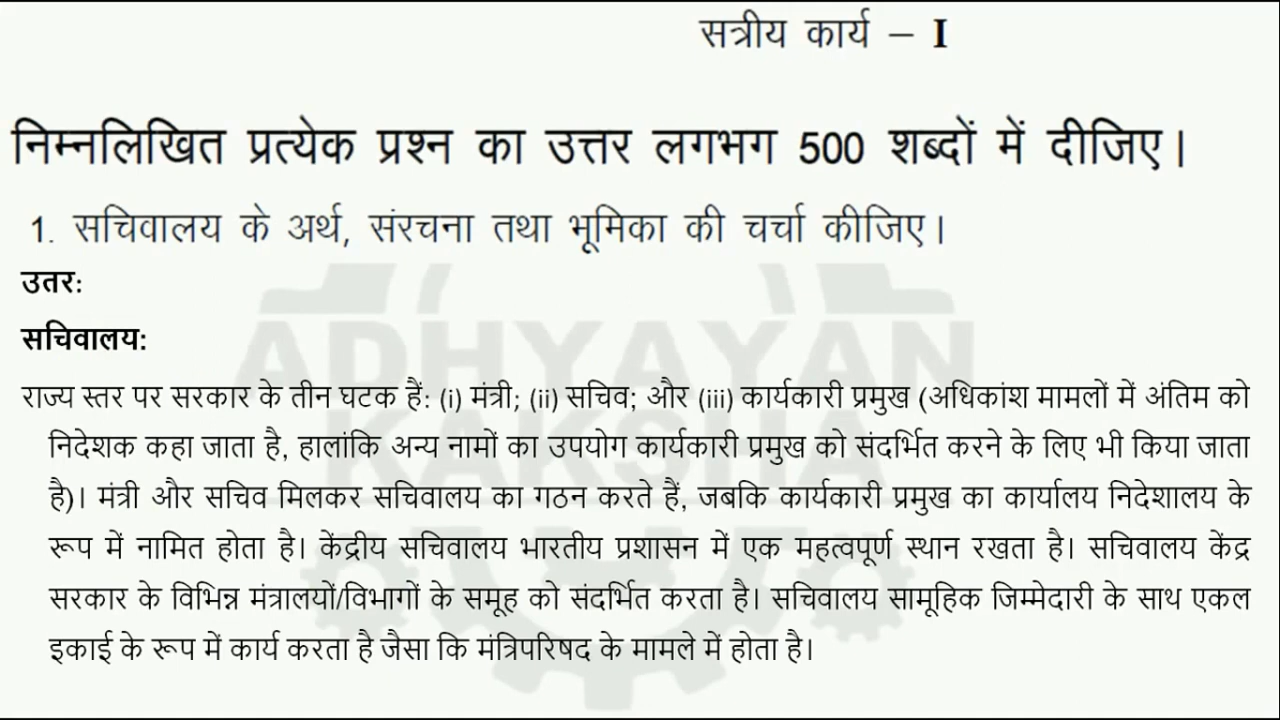 सत्रीय कार्य – I
निम्नलिखित प्रत्येक प्रश्न का उत्तर लगभग 500 शब्दों में दीजिए।
1. सचिवालय के अर्थ, संरचना तथा भूमिका की चर्चा कीजिए।
उतर:
सचिवालय:
ADHYAYAN
राज्य स्तर पर सरकार के तीन घटक हैं: (i) मंत्री; (ii) सचिव; और (iii) कार्यकारी प्रमुख (अधिकांश मामलों में अंतिम को
निदेशक कहा जाता है, हालांकि अन्य नामों का उपयोग कार्यकारी प्रमुख को संदर्भित करने के लिए भी किया जाता
KAKSHA
है)। मंत्री और सचिव मिलकर सचिवालय का गठन करते हैं, जबकि कार्यकारी प्रमुख का कार्यालय निदेशालय के
रूप में नामित होता है। केंद्रीय सचिवालय भारतीय प्रशासन में एक महत्वपूर्ण स्थान रखता है। सचिवालय केंद्र
सरकार के विभिन्न मंत्रालयों/विभागों के समूह को संदर्भित करता है। सचिवालय सामूहिक जिम्मेदारी के साथ एकल
इकाई के रूप में कार्य करता है जैसा कि मंत्रिपरिषद के मामले में होता है।